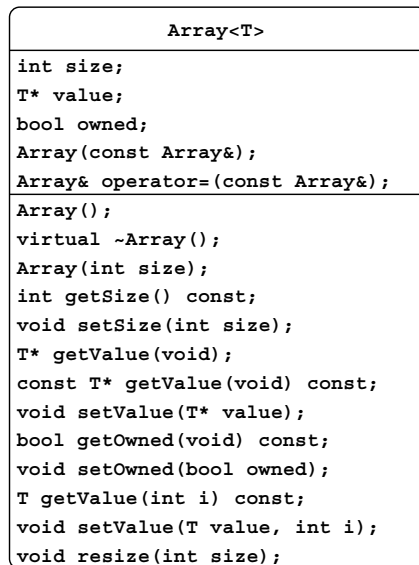 Array<T>
int size;
T* value;
bool owned;
Array(const Array&);
Array& operator=(const Array&);
Array();
virtual ~Array();
Array(int size);
int getSize() const;
void setSize(int size);
T* getValue(void);
const T* getValue(void) const;
void setValue(T* value);
bool getOwned(void) const;
void setOwned(bool owned);
T getValue(int i) const;
void setValue(T value, int i);
void resize(int size);